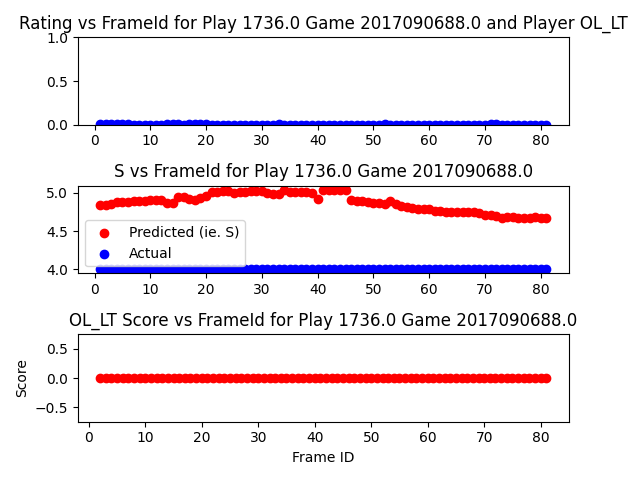 Rating vs FrameId for Play 1736.0 Game 2017090688.0 and Player OL_LT
1.0
0.5
0.0
0 10 20 30 40 50 60 70 80
S vs FrameId for Play 1736.0 Game 2017090688.0
5.0
4.5
4.0
Predicted (ie. S)
Actual
0 10 20 30 40 50 60 70 80
OL_LT Score vs FrameId for Play 1736.0 Game 2017090688.0
Score
0.5
0.0
−0.5
0 10 20 30 40 50 60 70 80
Frame ID